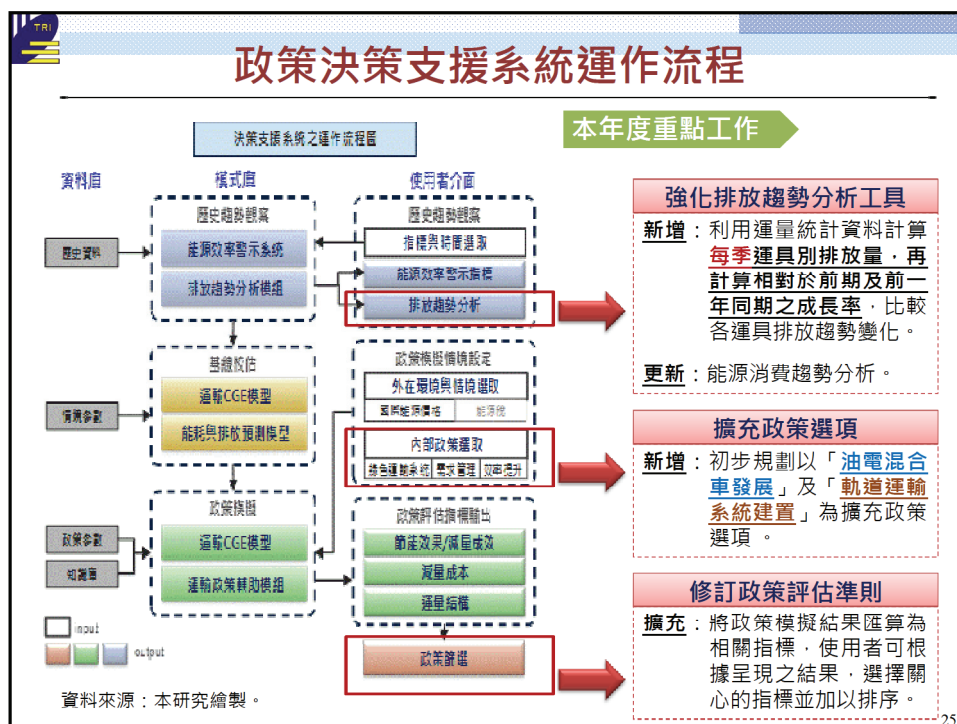 TRI
政策決策支援系統運作流程
決策支援系統之運作流程圖
本年度重點工作
資料庫
模式庫
使用者介面
歷史趨勢觀察
能源效率警示系統
排放趨勢分析模組
歷史資料
歷史趨勢觀察
指標與時間選取
能源效率警示指標
排放趨勢分析
基線校估
運輸CGE模型
能耗與排放預測模型
情境參數
政策模擬情境設定
外在環境與情境選取
國際能源價格
能源稅
內部政策選取
綠色運輸系統
需求管理
效率提升
政策模擬
運輸CGE模型
運輸政策輔助模組
政策參數
知識庫
政策評估指標輸出
節能效果/減量成效
減量成本
運量結構
政策篩選
input
output
資料來源：本研究繪製。
強化排放趨勢分析工具
新增：利用運量統計資料計算
每季運具別排放量，再
計算相對於前期及前一
年同期之成長率，比較
各運具排放趨勢變化。
更新：能源消費趨勢分析。
擴充政策選項
新增：初步規劃以「油電混合
車發展」及「軌道運輸
系統建置」為擴充政策
選項。
修訂政策評估準則
擴充：將政策模擬結果匯算為
相關指標，使用者可根
據呈現之結果，選擇關
心的指標並加以排序。
25